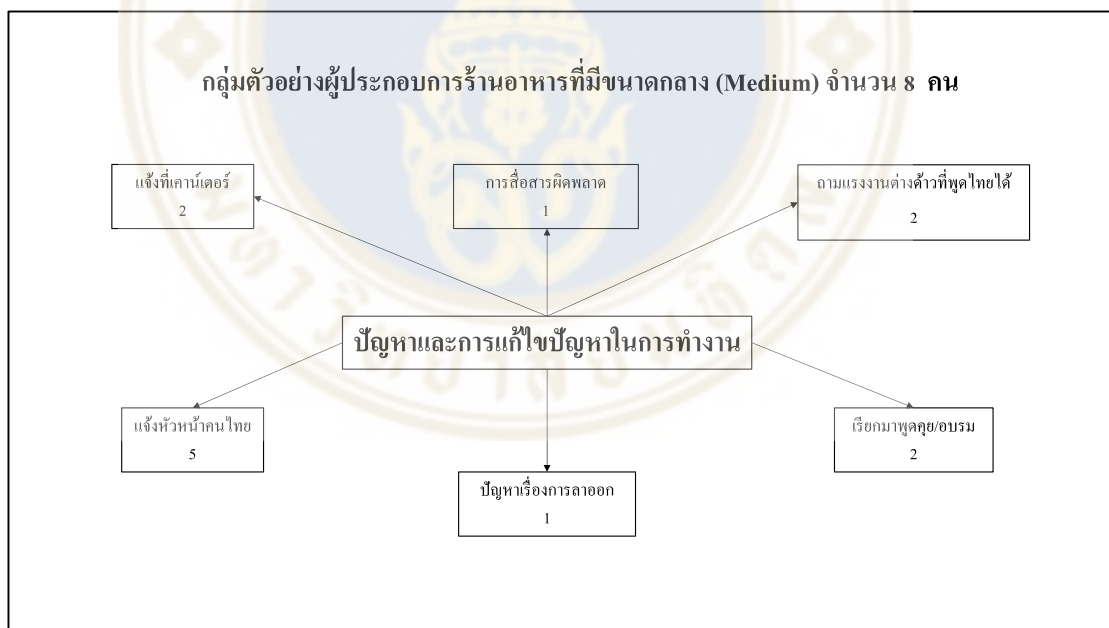 กลุ่มตัวอย่างผู้ประกอบการร้านอาหารที่มีขนาดกลาง (Medium) จำนวน 8 คน
แจ้งที่เคาน์เตอร์
2
การสื่อสารผิดพลาด
1
ถามแรงงานต่างด้าวที่พูดไทยได้
2
ปัญหาและการแก้ไขปัญหาในการทำงาน
แจ้งหัวหน้าคนไทย
5
ปัญหาเรื่องการลาออก
1
เรียกมาพูดคุย/อบรม
2